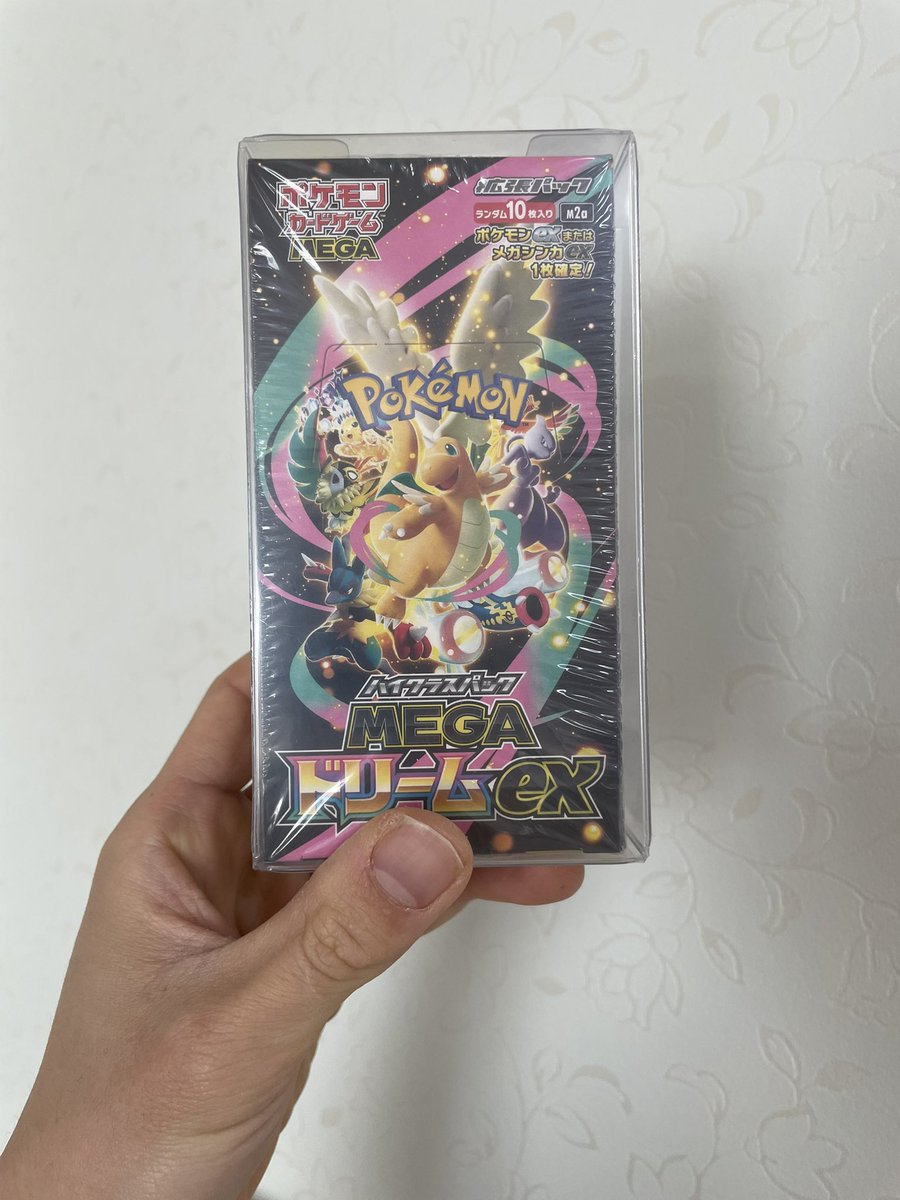 ポケモン
カードゲーム
MEGA
拡張パック
ランダム10枚入り M2a
ポケモンexまたは
メガシンカex
1枚確定!
POKÉMON
TM
ハイクラスパック
MEGA
ドリームex